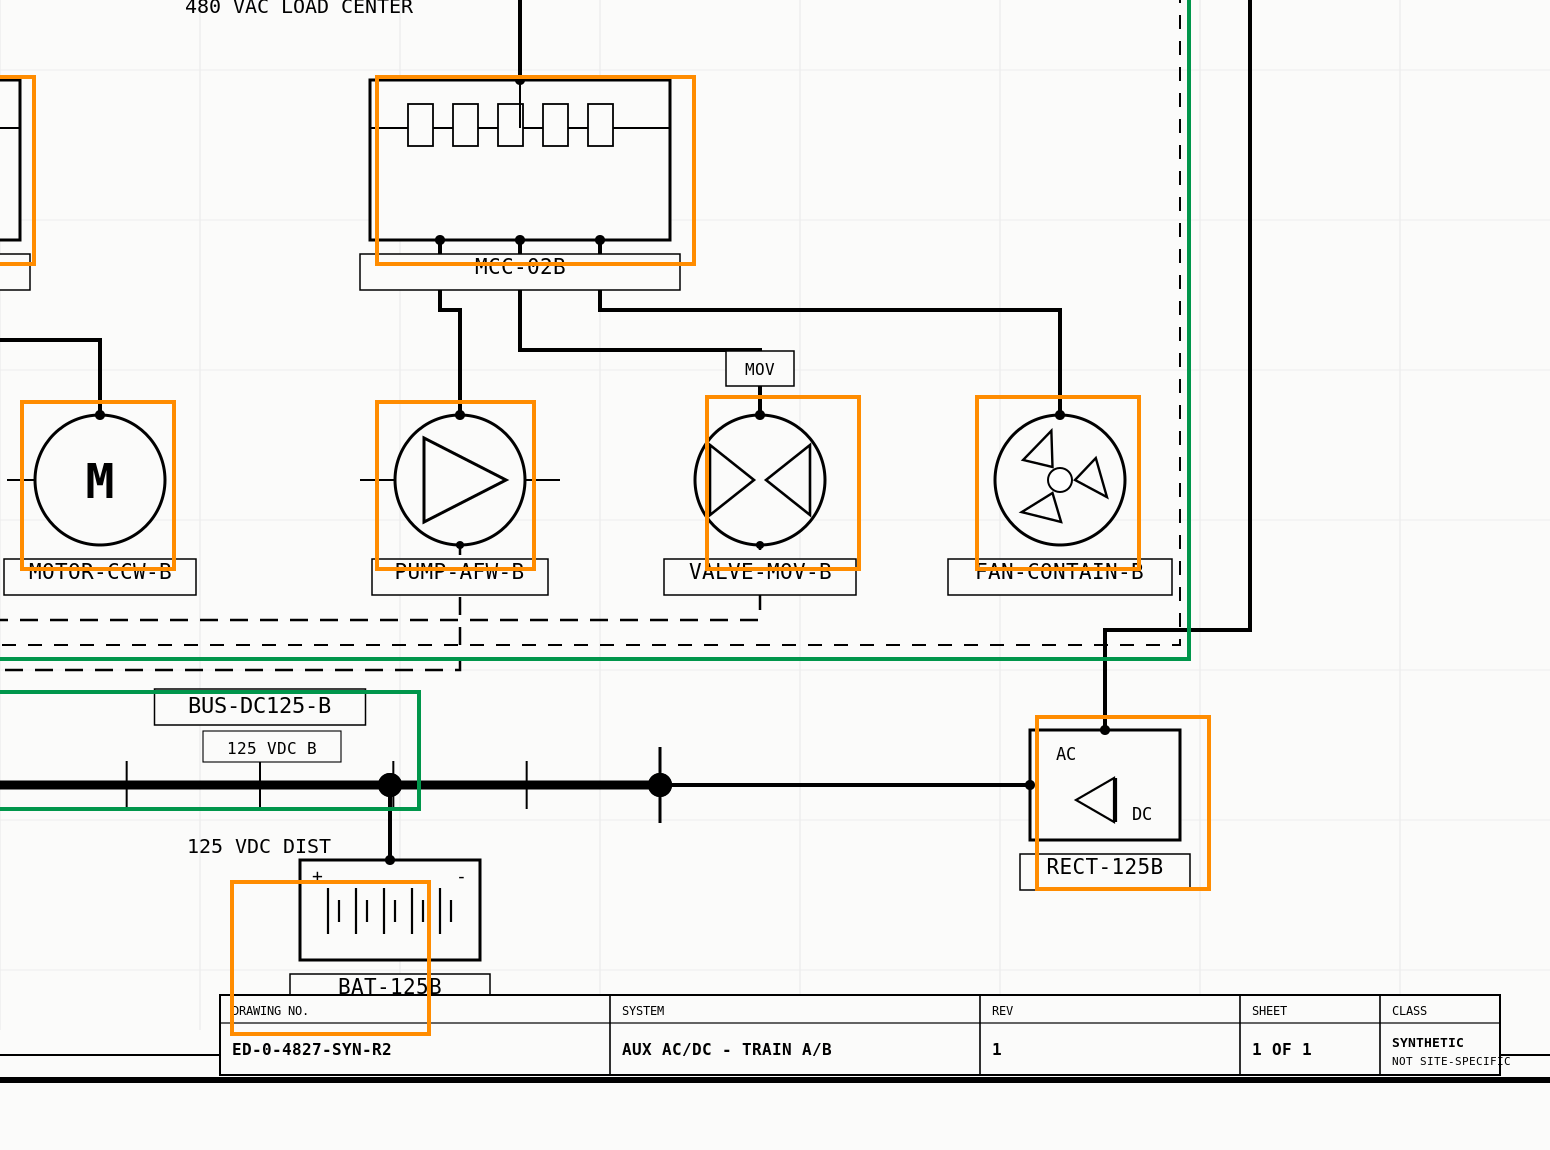 480 VAC LOAD CENTER
MCC-02B
MOV
M
MOTOR-CCW-B
PUMP-AFW-B
VALVE-MOV-B
FAN-CONTAIN-B
BUS-DC125-B
125 VDC B
AC
DC
125 VDC DIST
RECT-125B
+ -
BAT-125B
DRAWING NO. SYSTEM REV SHEET CLASS
ED-0-4827-SYN-R2 AUX AC/DC - TRAIN A/B 1 1 OF 1 SYNTHETIC
NOT SITE-SPECIFIC